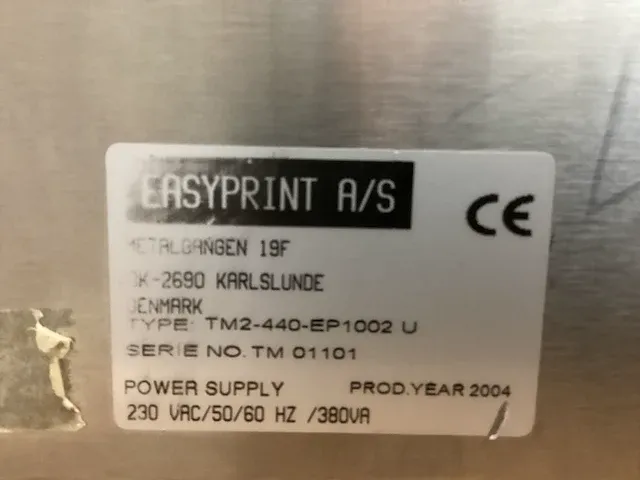 EASYPRINT A/S
CE
METALGANGEN 19F
DK-2690 KARLSLUNDE
DENMARK
TYPE: TM2-440-EP1002 U
SERIE NO. TM 01101
POWER SUPPLY PROD.YEAR 2004
230 VAC/50/60 HZ /380VA